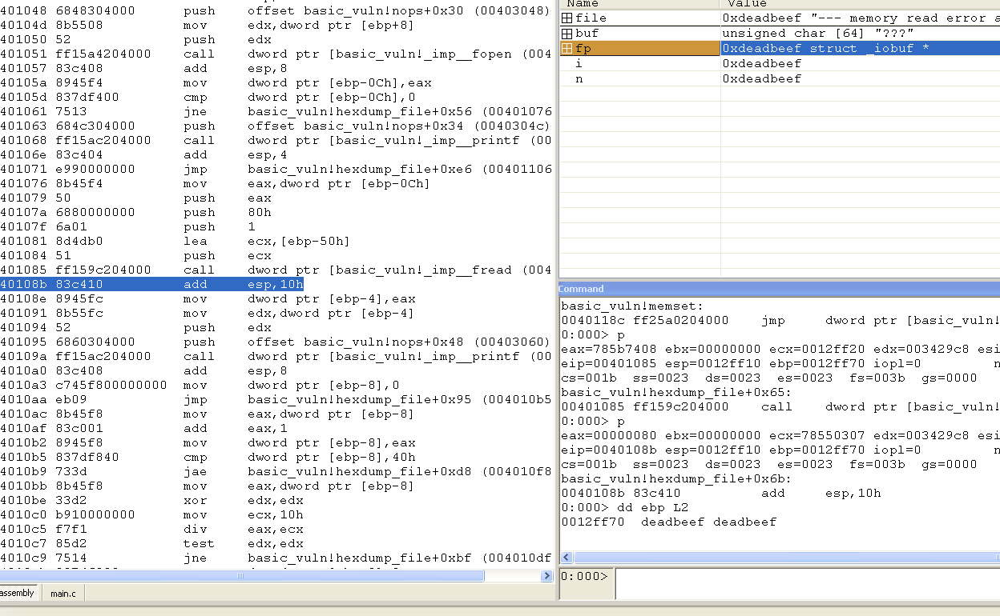 401048 6848304000 push offset basic_vuln!nops+0x30 (00403048)
40104d 8b5508 mov edx,dword ptr [ebp+8]
401050 52 push edx
401051 ff15a4204000 call dword ptr [basic_vuln!_imp__fopen (004
401057 83c408 add esp,8
40105a 8945f4 mov dword ptr [ebp-0Ch],eax
40105d 837df400 cmp dword ptr [ebp-0Ch],0
401061 7513 jne basic_vuln!hexdump_file+0x56 (00401076
401063 684c304000 push offset basic_vuln!nops+0x34 (0040304c)
401068 ff15ac204000 call dword ptr [basic_vuln!_imp__printf (00
40106e 83c404 add esp,4
401071 e990000000 jmp basic_vuln!hexdump_file+0xe6 (00401106
401076 8b45f4 mov eax,dword ptr [ebp-0Ch]
401079 50 push eax
40107a 6880000000 push 80h
40107f 6a01 push 1
401081 8d4db0 lea ecx,[ebp-50h]
401084 51 push ecx
401085 ff159c204000 call dword ptr [basic_vuln!_imp__fread (004
40108b 83c410 add esp,10h
40108e 8945fc mov dword ptr [ebp-4],eax
401091 8b55fc mov edx,dword ptr [ebp-4]
401094 52 push edx
401095 6860304000 push offset basic_vuln!nops+0x48 (00403060)
40109a ff15ac204000 call dword ptr [basic_vuln!_imp__printf (00
4010a0 83c408 add esp,8
4010a3 c745f800000000 mov dword ptr [ebp-8],0
4010aa eb09 jmp basic_vuln!hexdump_file+0x95 (004010b5
4010ac 8b45f8 mov eax,dword ptr [ebp-8]
4010af 83c001 add eax,1
4010b2 8945f8 mov dword ptr [ebp-8],eax
4010b5 837df840 cmp dword ptr [ebp-8],40h
4010b9 733d jae basic_vuln!hexdump_file+0xd8 (004010f8
4010bb 8b45f8 mov eax,dword ptr [ebp-8]
4010be 33d2 xor edx,edx
4010c0 b910000000 mov ecx,10h
4010c5 f7f1 div eax,ecx
4010c7 85d2 test edx,edx
4010c9 7514 jne basic_vuln!hexdump_file+0xbf (004010df
assembly main.c
Name Value
file 0xdeadbeef "--- memory read error a
buf unsigned char [64] "???"
fp 0xdeadbeef struct _iobuf *
i 0xdeadbeef
n 0xdeadbeef
Command
basic_vuln!memset:
0040118c ff25a0204000 jmp dword ptr [basic_vuln!
0:000> p
eax=785b7408 ebx=00000000 ecx=0012ff20 edx=003429c8 esi
eip=00401085 esp=0012ff10 ebp=0012ff70 iopl=0 n
cs=001b ss=0023 ds=0023 es=0023 fs=003b gs=0000
basic_vuln!hexdump_file+0x65:
00401085 ff159c204000 call dword ptr [basic_vuln!
0:000> p
eax=00000080 ebx=00000000 ecx=78550307 edx=003429c8 esi
eip=0040108b esp=0012ff10 ebp=0012ff70 iopl=0 n
cs=001b ss=0023 ds=0023 es=0023 fs=003b gs=0000
basic_vuln!hexdump_file+0x6b:
0040108b 83c410 add esp,10h
0:000> dd ebp L2
0012ff70 deadbeef deadbeef
0:000>